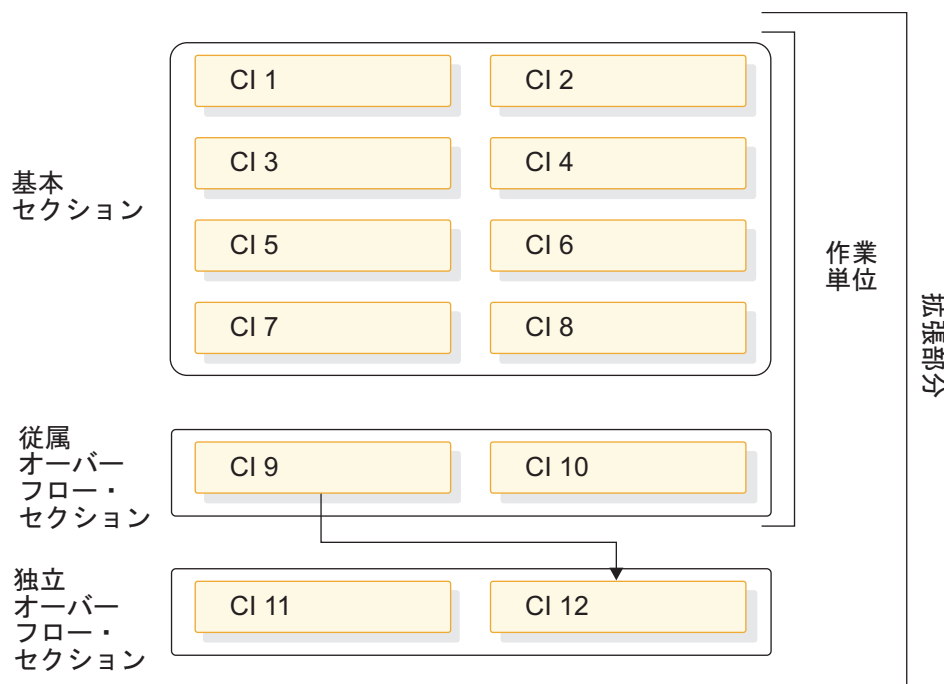 CI 1
CI 2
CI 3
CI 4
基本
セクション
CI 5
CI 6
CI 7
CI 8
作業
単位
拡張部分
従属
オーバー
フロー・
セクション
CI 9
CI 10
独立
オーバー
フロー・
セクション
CI 11
CI 12